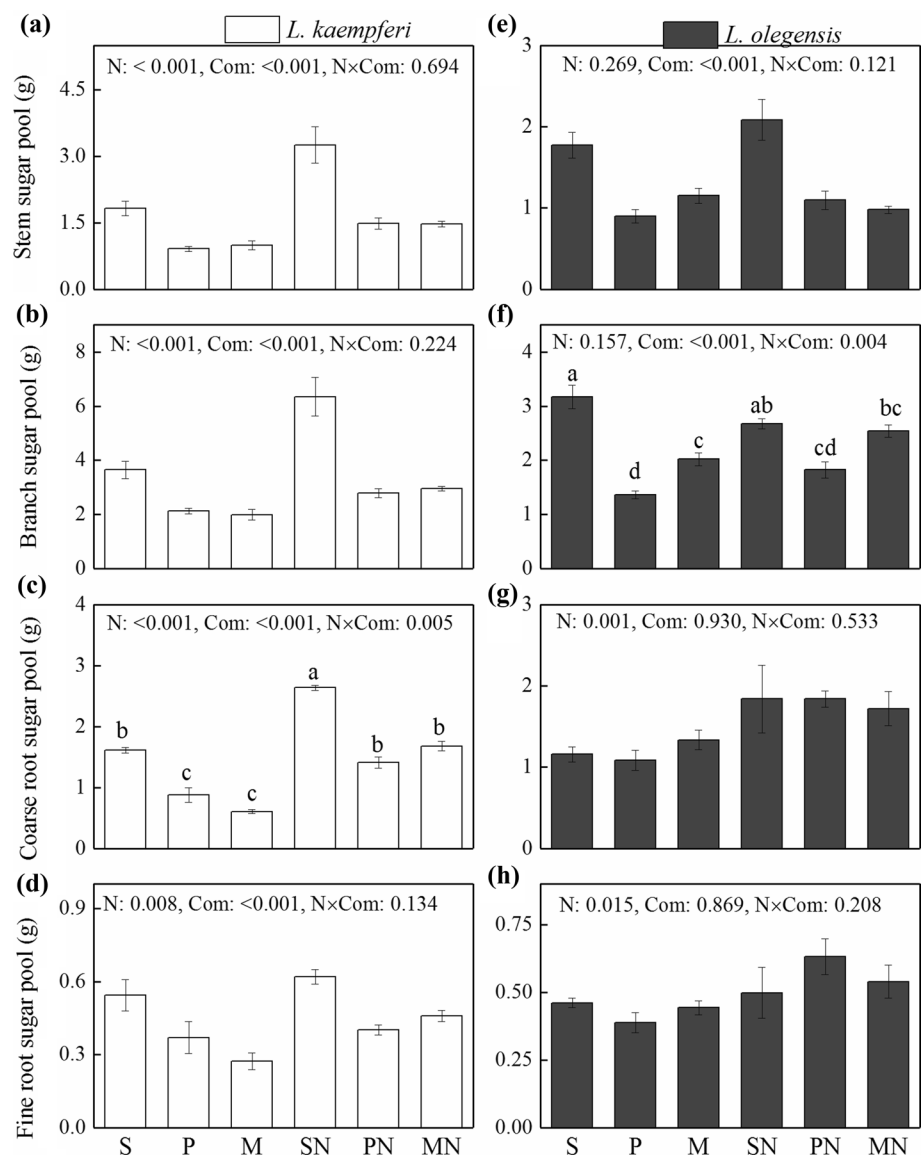 (a)
L. kaempferi
N: < 0.001, Com: <0.001, N×Com: 0.694
Stem sugar pool (g)
4.5
3.0
1.5
0.0
(e)
L. olegensis
N: 0.269, Com: <0.001, N×Com: 0.121
3
2
1
0
(b)
N: <0.001, Com: <0.001, N×Com: 0.224
Branch sugar pool (g)
8
6
4
2
0
(f)
N: 0.157, Com: <0.001, N×Com: 0.004
4
3
2
1
0
a
d
c
ab
cd
bc
(c)
N: <0.001, Com: <0.001, N×Com: 0.005
Coarse root sugar pool (g)
4
3
2
1
0
b
c
c
a
b
b
(g)
N: 0.001, Com: 0.930, N×Com: 0.533
3
2
1
0
(d)
N: 0.008, Com: <0.001, N×Com: 0.134
Fine root sugar pool (g)
0.9
0.6
0.3
0.0
S P M SN PN MN
(h)
N: 0.015, Com: 0.869, N×Com: 0.208
0.75
0.50
0.25
0.00
S P M SN PN MN